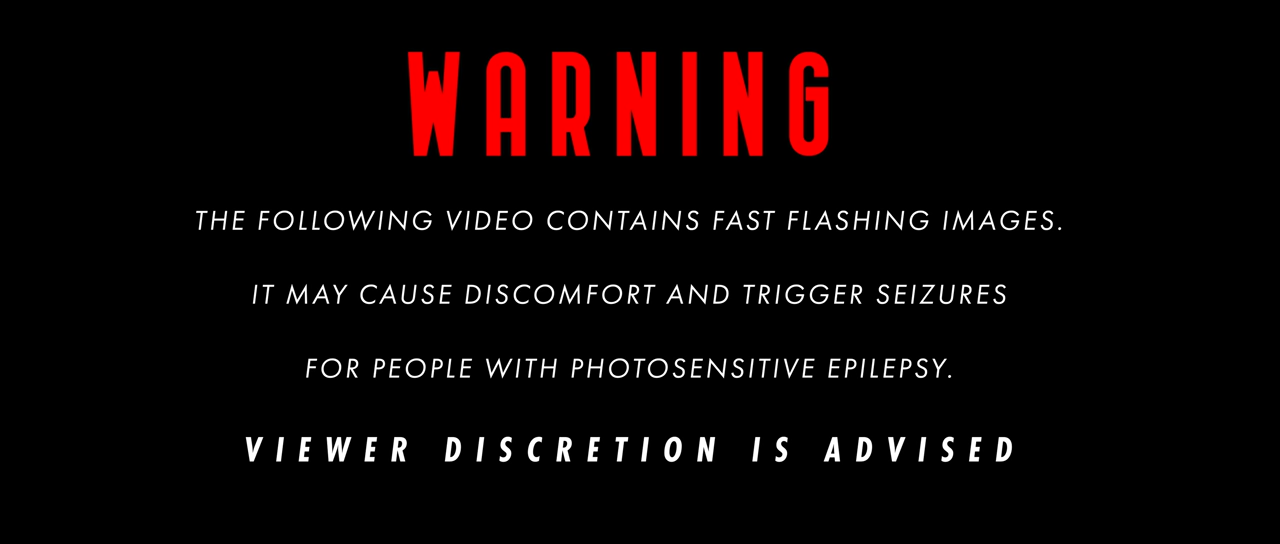 WARNING
THE FOLLOWING VIDEO CONTAINS FAST FLASHING IMAGES.
IT MAY CAUSE DISCOMFORT AND TRIGGER SEIZURES
FOR PEOPLE WITH PHOTOSENSITIVE EPILEPSY.
VIEWER DISCRETION IS ADVISED